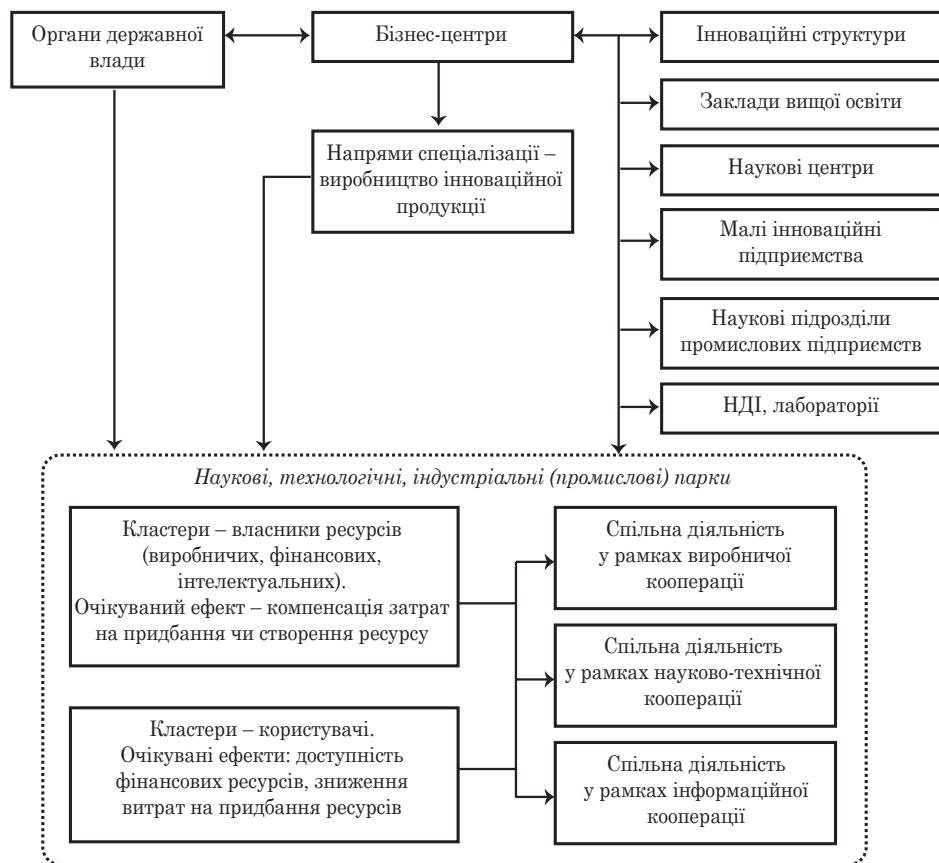 Органи державної
влади
Бізнес-центри
Інноваційні структури
Заклади вищої освіти
Напрями спеціалізації –
виробництво інноваційної
продукції
Наукові центри
Малі інноваційні
підприємства
Наукові підрозділи
промислових підприємств
НДІ, лабораторії
Наукові, технологічні, індустріальні (промислові) парки
Кластери – власники ресурсів
(виробничих, фінансових,
інтелектуальних).
Очікуваний ефект – компенсація затрат
на придбання чи створення ресурсу
Спільна діяльність
у рамках виробничої
кооперації
Спільна діяльність
у рамках науково-технічної
кооперації
Кластери – користувачі.
Очікувані ефекти: доступність
фінансових ресурсів, зниження
витрат на придбання ресурсів
Спільна діяльність
у рамках інформаційної
кооперації